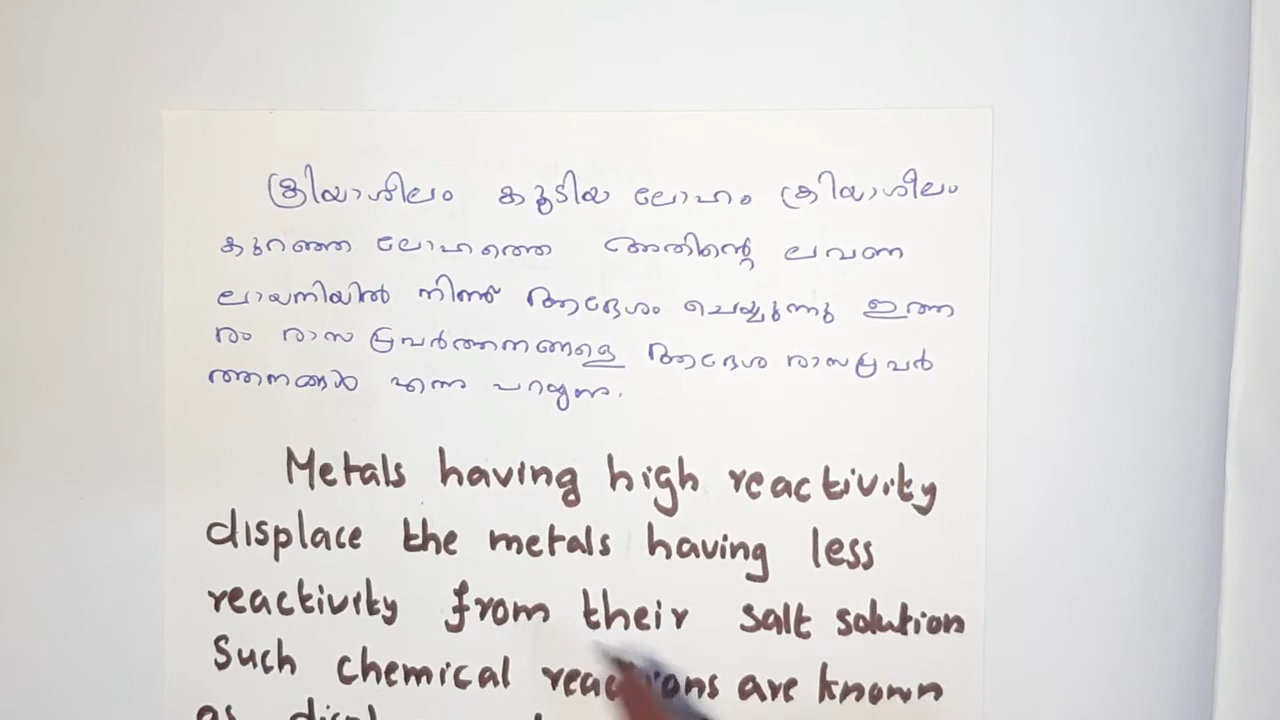 ക്രിയാശീലം കൂടിയ ലോഹം ക്രിയാശീലം
കുറഞ്ഞ ലോഹത്തെ അതിന്റെ ലവണ
ലായനിയിൽ നിന്ന് ആദേശം ചെയ്യുന്നു ഇത്ത
രം രാസ പ്രവർത്തനങ്ങളെ ആദേശ രാസപ്രവർ
ത്തനങ്ങൾ എന്നു പറയുന്നു.
Metals having high reactivity
displace the metals having less
reactivity from their salt solution
Such chemical reactions are known
as